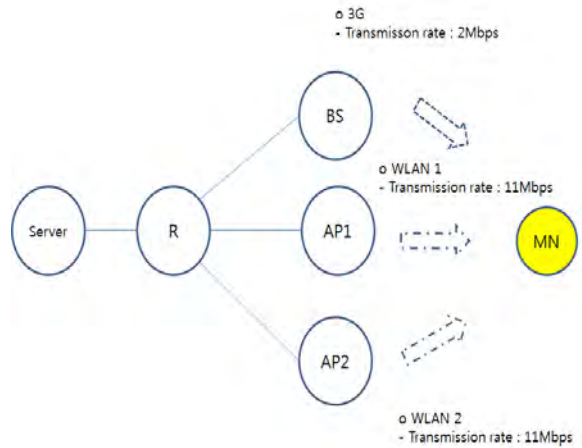 o 3G
- Transmisson rate : 2Mbps
BS
o WLAN 1
- Transmission rate : 11Mbps
Server
R
AP1
MN
AP2
o WLAN 2
- Transmission rate : 11Mbps